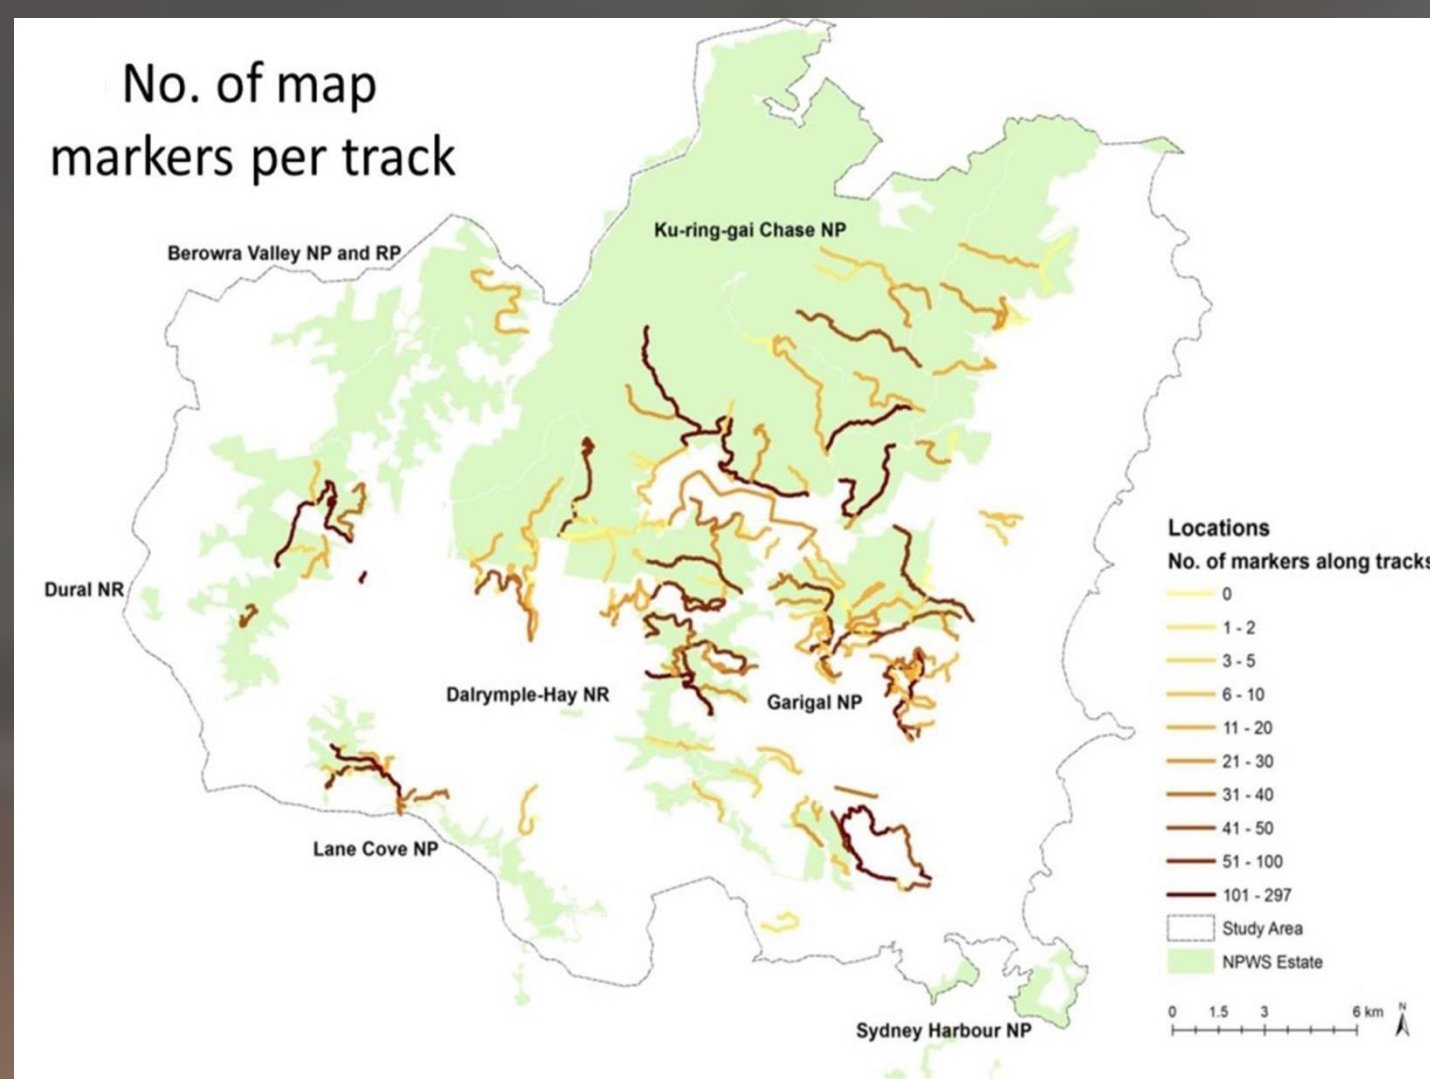 No. of map
markers per track
Ku-ring-gai Chase NP
Berowra Valley NP and RP
Dural NR
Dalrymple-Hay NR
Garigal NP
Lane Cove NP
Sydney Harbour NP
Locations
No. of markers along tracks
0
1 - 2
3 - 5
6 - 10
11 - 20
21 - 30
31 - 40
41 - 50
51 - 100
101 - 297
Study Area
NPWS Estate
0 1.5 3 6 km N